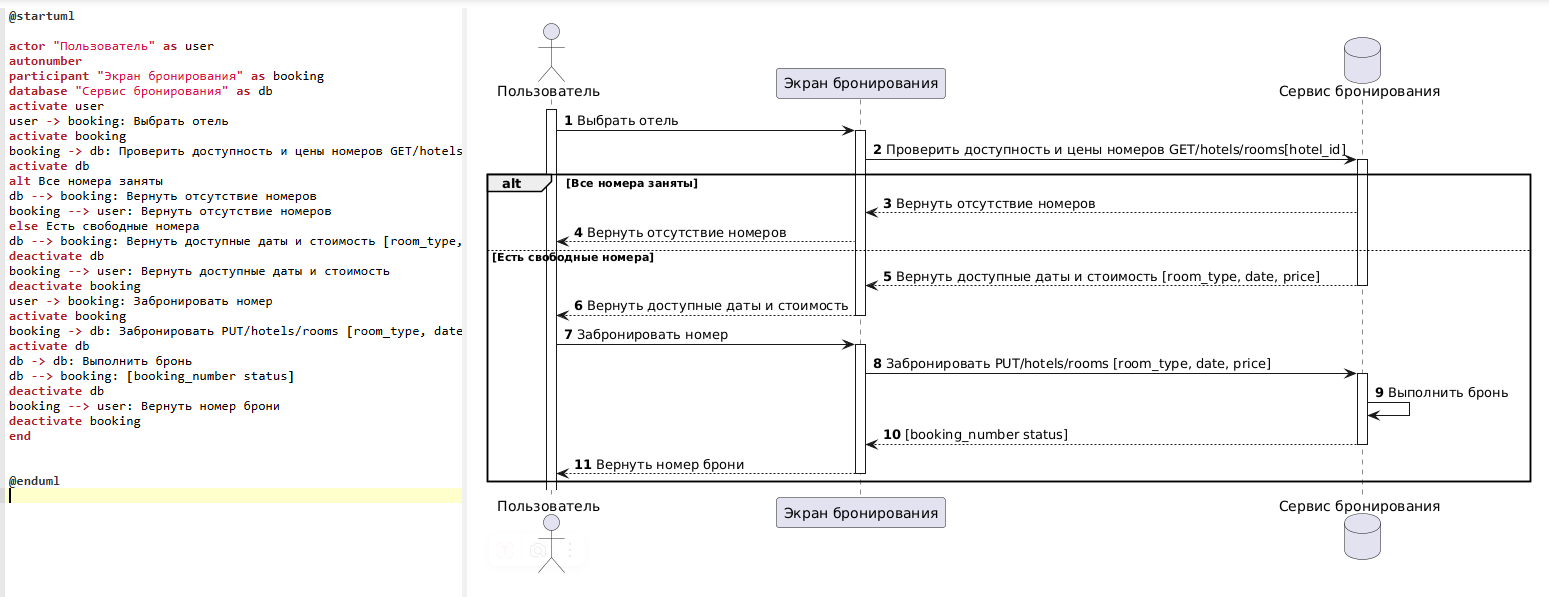 @startuml
actor "Пользователь" as user
autonumber
participant "Экран бронирования" as booking
database "Сервис бронирования" as db
activate user
user -> booking: Выбрать отель
activate booking
booking -> db: Проверить доступность и цены номеров GET/hotels
activate db
alt Все номера заняты
db --> booking: Вернуть отсутствие номеров
booking --> user: Вернуть отсутствие номеров
else Есть свободные номера
db --> booking: Вернуть доступные даты и стоимость [room_type,
deactivate db
booking --> user: Вернуть доступные даты и стоимость
deactivate booking
user -> booking: Забронировать номер
activate booking
booking -> db: Забронировать PUT/hotels/rooms [room_type, date
activate db
db -> db: Выполнить бронь
db --> booking: [booking_number status]
deactivate db
booking --> user: Вернуть номер брони
deactivate booking
end
@enduml
Пользователь
Экран бронирования
Сервис бронирования
1 Выбрать отель
2 Проверить доступность и цены номеров GET/hotels/rooms[hotel_id]
alt [Все номера заняты]
3 Вернуть отсутствие номеров
4 Вернуть отсутствие номеров
[Есть свободные номера]
5 Вернуть доступные даты и стоимость [room_type, date, price]
6 Вернуть доступные даты и стоимость
7 Забронировать номер
8 Забронировать PUT/hotels/rooms [room_type, date, price]
9 Выполнить бронь
10 [booking_number status]
11 Вернуть номер брони
Пользователь
Экран бронирования
Сервис бронирования